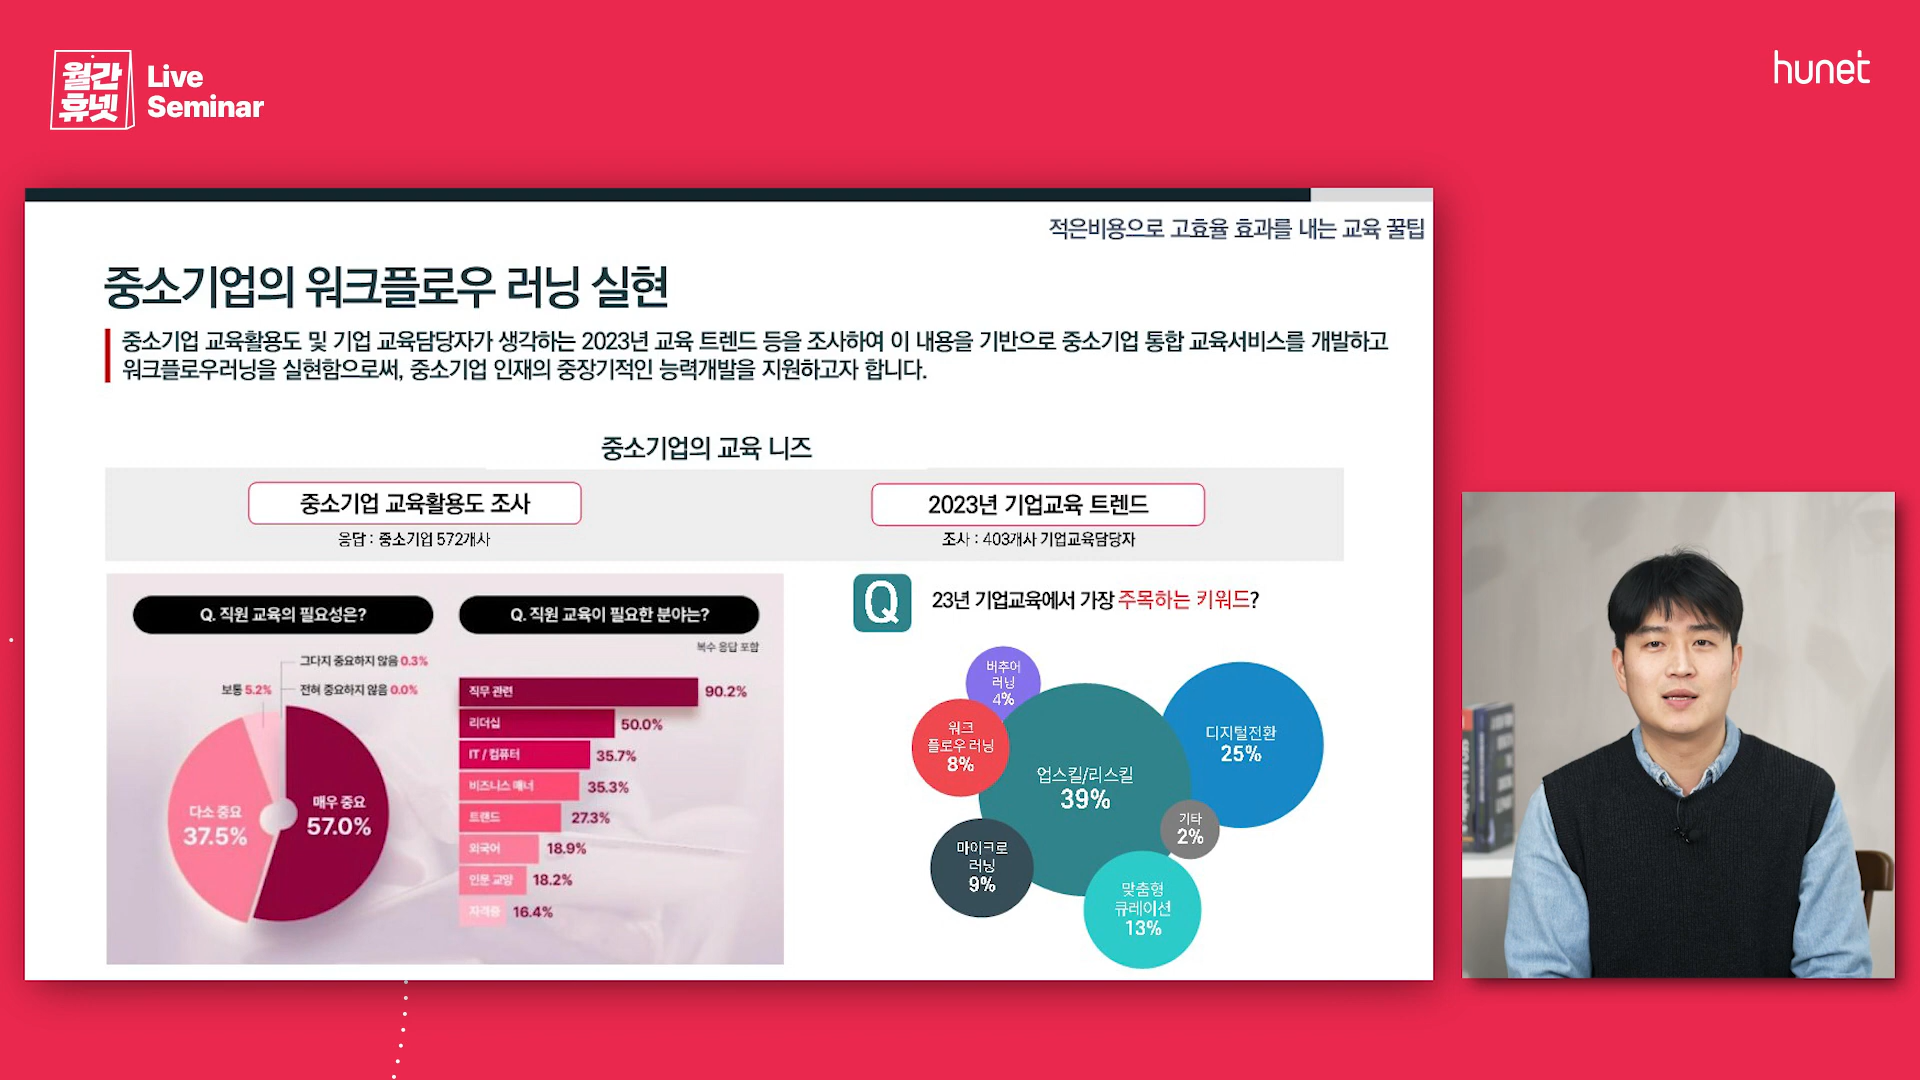 월간
휴넷
Live
Seminar
hunet
적은비용으로 고효율 효과를 내는 교육 꿀팁
중소기업의 워크플로우 러닝 실현
중소기업 교육활용도 및 기업 교육담당자가 생각하는 2023년 교육 트렌드 등을 조사하여 이 내용을 기반으로 중소기업 통합 교육서비스를 개발하고
워크플로우러닝을 실현함으로써, 중소기업 인재의 중장기적인 능력개발을 지원하고자 합니다.
중소기업의 교육 니즈
중소기업 교육활용도 조사
응답 : 중소기업 572개사
2023년 기업교육 트렌드
조사 : 403개사 기업교육담당자
Q. 직원 교육의 필요성은?
그다지 중요하지 않음 0.3%
보통 5.2%
전혀 중요하지 않음 0.0%
다소 중요
37.5%
매우 중요
57.0%
Q. 직원 교육이 필요한 분야는?
복수 응답 포함
직무 관련 90.2%
리더십 50.0%
IT / 컴퓨터 35.7%
비즈니스 매너 35.3%
트렌드 27.3%
외국어 18.9%
인문 교양 18.2%
자격증 16.4%
Q
23년 기업교육에서 가장 주목하는 키워드?
버추어
러닝
4%
워크
플로우 러닝
8%
업스킬/리스킬
39%
디지털전환
25%
기타
2%
마이크로
러닝
9%
맞춤형
큐레이션
13%